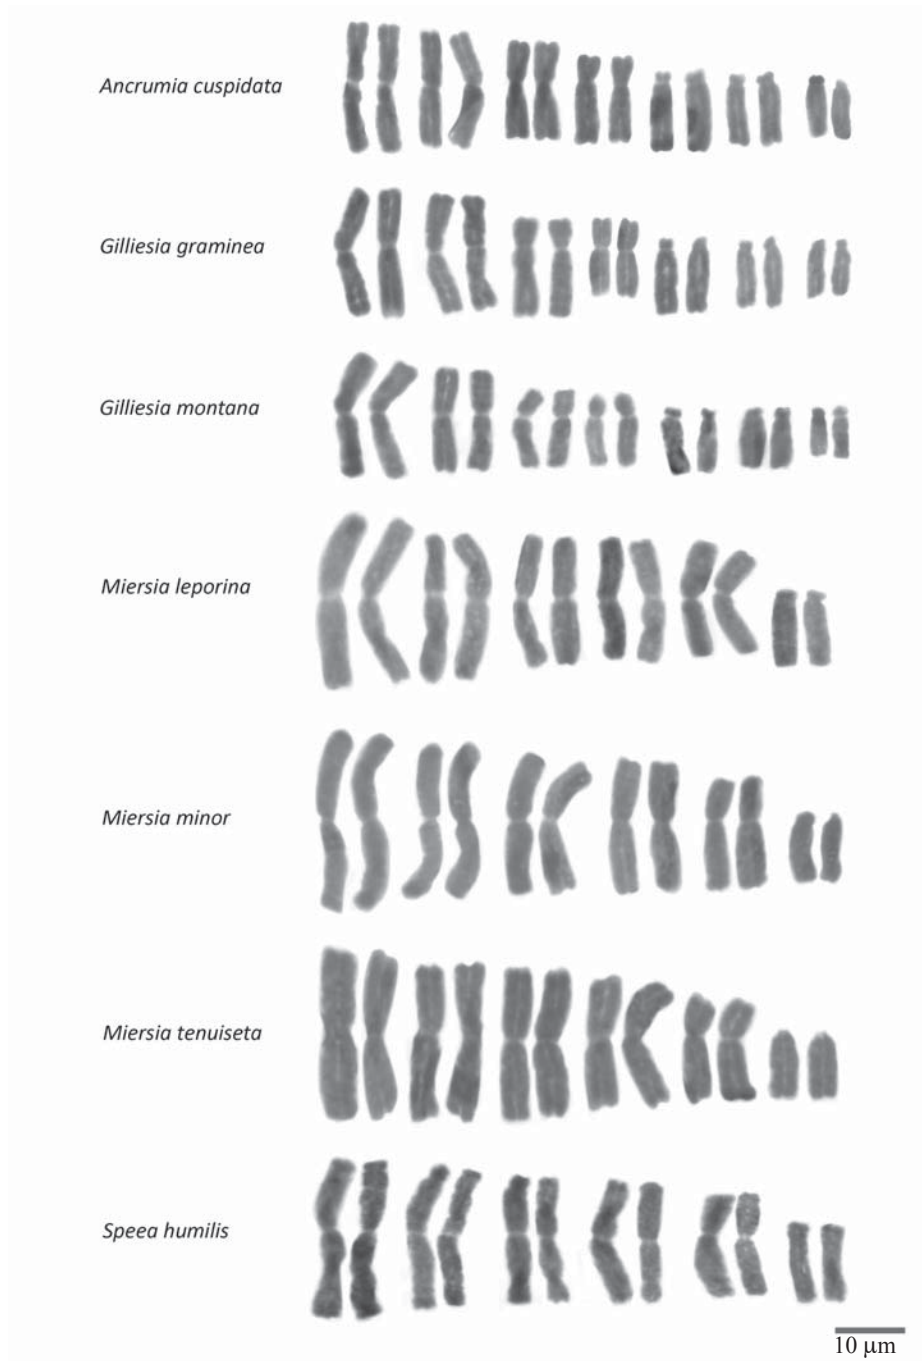 Ancrumia cuspidata
Gilliesia graminea
Gilliesia montana
Miersia leporina
Miersia minor
Miersia tenuiseta
Speea humilis
10 μm